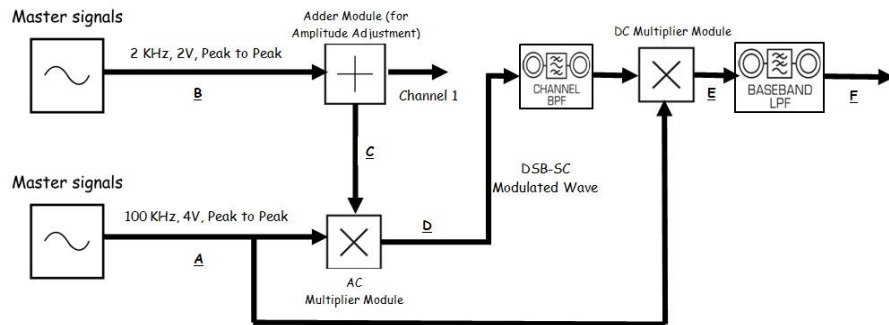 Master signals
2 KHz, 2V, Peak to Peak
B
Adder Module (for
Amplitude Adjustment)
Channel 1
C
Master signals
100 KHz, 4V, Peak to Peak
A
AC
Multiplier Module
D
DSB-SC
Modulated Wave
CHANNEL
BPF
DC Multiplier Module
E
BASEBAND
LPF
F